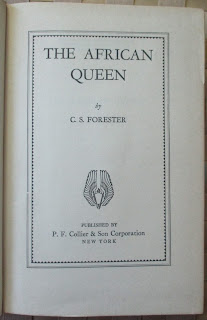 THE AFRICAN
QUEEN
by
C. S. FORESTER
PUBLISHED BY
P. F. Collier & Son Corporation
NEW YORK